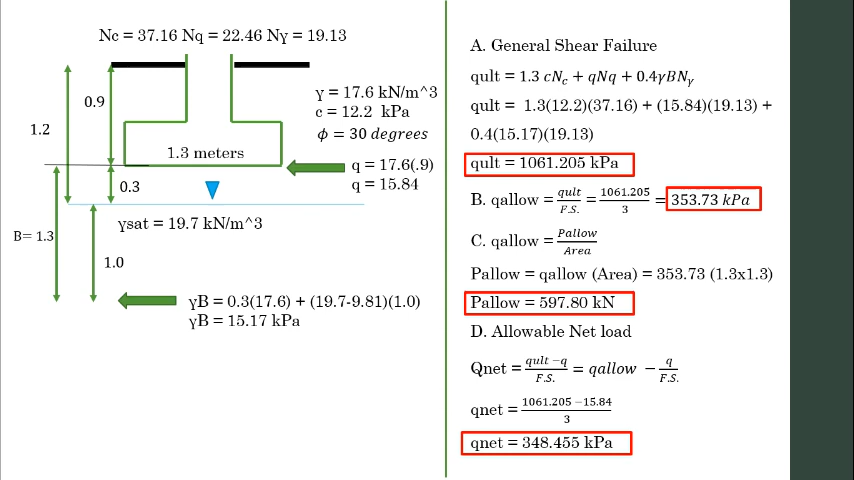 Nc = 37.16 Nq = 22.46 Nγ = 19.13
0.9
1.2
γ = 17.6 kN/m^3
c = 12.2 kPa
ϕ = 30 degrees
1.3 meters
q = 17.6(.9)
q = 15.84
0.3
γsat = 19.7 kN/m^3
B= 1.3
1.0
γB = 0.3(17.6) + (19.7-9.81)(1.0)
γB = 15.17 kPa
A. General Shear Failure
qult = 1.3 cN_c + qNq + 0.4γBN_γ
qult = 1.3(12.2)(37.16) + (15.84)(19.13) +
0.4(15.17)(19.13)
qult = 1061.205 kPa
B. qallow = qult/F.S. = 1061.205/3 = 353.73 kPa
C. qallow = Pallow/Area
Pallow = qallow (Area) = 353.73 (1.3x1.3)
Pallow = 597.80 kN
D. Allowable Net load
Qnet = qult −q/F.S. = qallow − q/F.S.
qnet = 1061.205 −15.84/3
qnet = 348.455 kPa